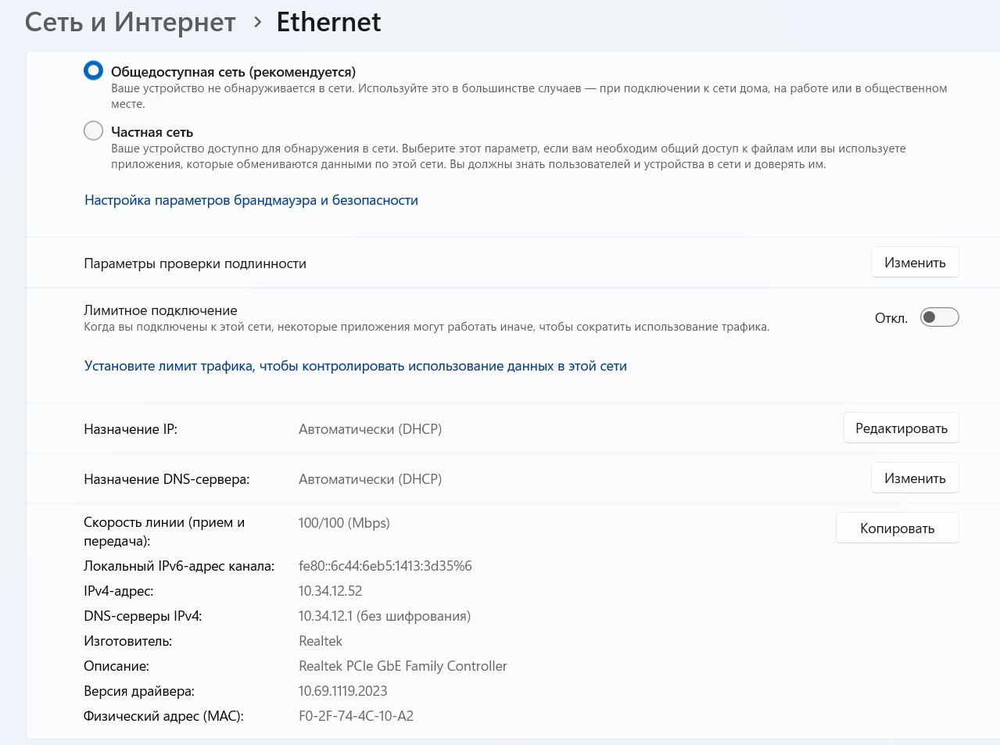 Сеть и Интернет > Ethernet
Общедоступная сеть (рекомендуется)
Ваше устройство не обнаруживается в сети. Используйте это в большинстве случаев — при подключении к сети дома, на работе или в общественном
месте.
Частная сеть
Ваше устройство доступно для обнаружения в сети. Выберите этот параметр, если вам необходим общий доступ к файлам или вы используете
приложения, которые обмениваются данными по этой сети. Вы должны знать пользователей и устройства в сети и доверять им.
Настройка параметров брандмауэра и безопасности
Параметры проверки подлинности Изменить
Лимитное подключение
Когда вы подключены к этой сети, некоторые приложения могут работать иначе, чтобы сократить использование трафика.
Откл.
Установите лимит трафика, чтобы контролировать использование данных в этой сети
Назначение IP: Автоматически (DHCP) Редактировать
Назначение DNS-сервера: Автоматически (DHCP) Изменить
Скорость линии (прием и 100/100 (Mbps) Копировать
передача):
Локальный IPv6-адрес канала: fe80::6c44:6eb5:1413:3d35%6
IPv4-адрес: 10.34.12.52
DNS-серверы IPv4: 10.34.12.1 (без шифрования)
Изготовитель: Realtek
Описание: Realtek PCIe GbE Family Controller
Версия драйвера: 10.69.1119.2023
Физический адрес (MAC): F0-2F-74-4C-10-A2